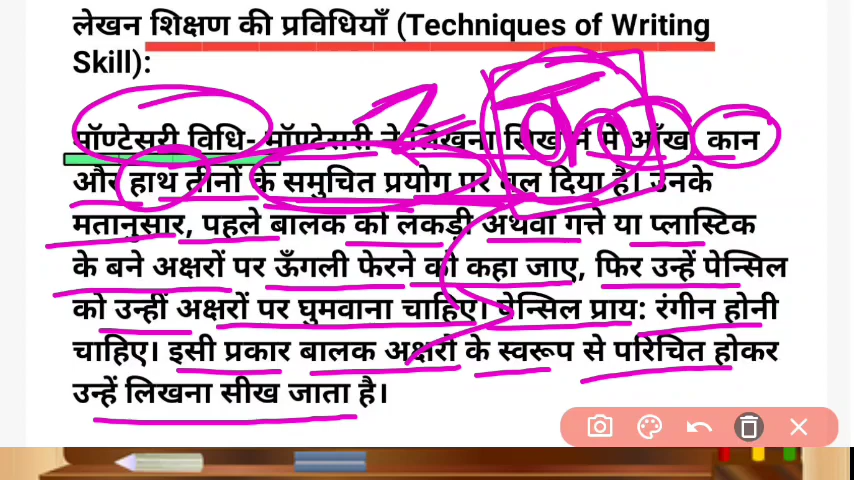 लेखन शिक्षण की प्रविधियाँ (Techniques of Writing
Skill):
मॉण्टेसरी विधि- मॉण्टेसरी ने लिखना सिखाने में आँख, कान
और हाथ तीनों के समुचित प्रयोग पर बल दिया है। उनके
मतानुसार, पहले बालक को लकड़ी अथवा गत्ते या प्लास्टिक
के बने अक्षरों पर ऊँगली फेरने को कहा जाए, फिर उन्हें पेन्सिल
को उन्हीं अक्षरों पर घुमवाना चाहिए। पेन्सिल प्राय: रंगीन होनी
चाहिए। इसी प्रकार बालक अक्षरों के स्वरूप से परिचित होकर
उन्हें लिखना सीख जाता है।